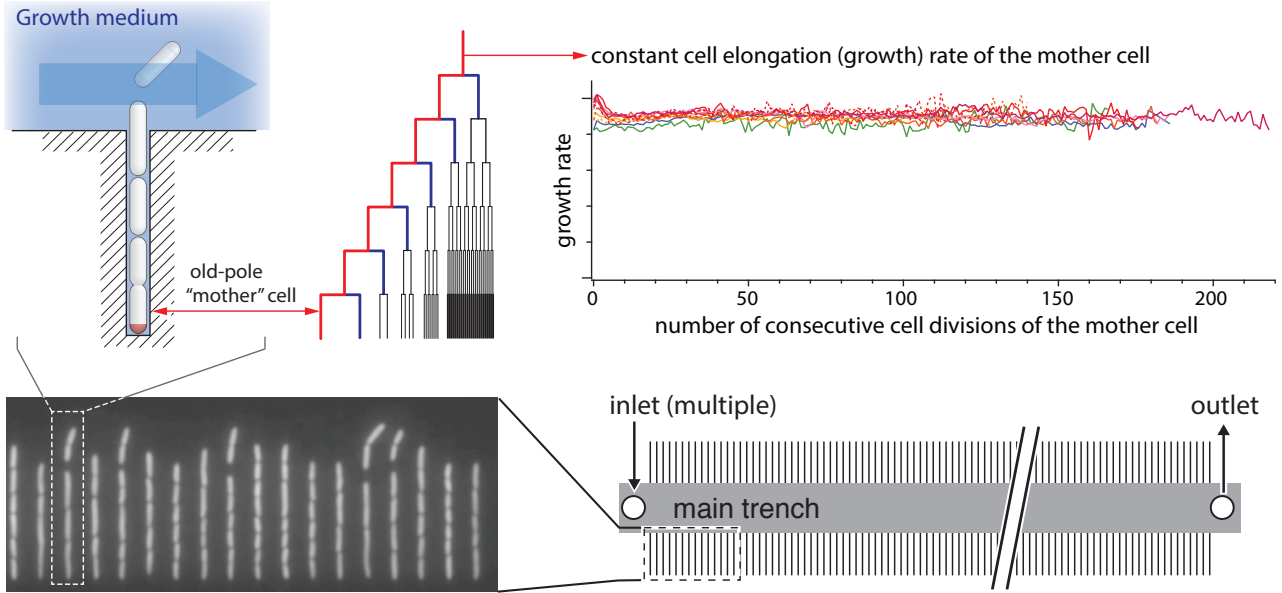 Growth medium
constant cell elongation (growth) rate of the mother cell
growth rate
old-pole
“mother” cell
0 50 100 150 200
number of consecutive cell divisions of the mother cell
inlet (multiple)
outlet
main trench